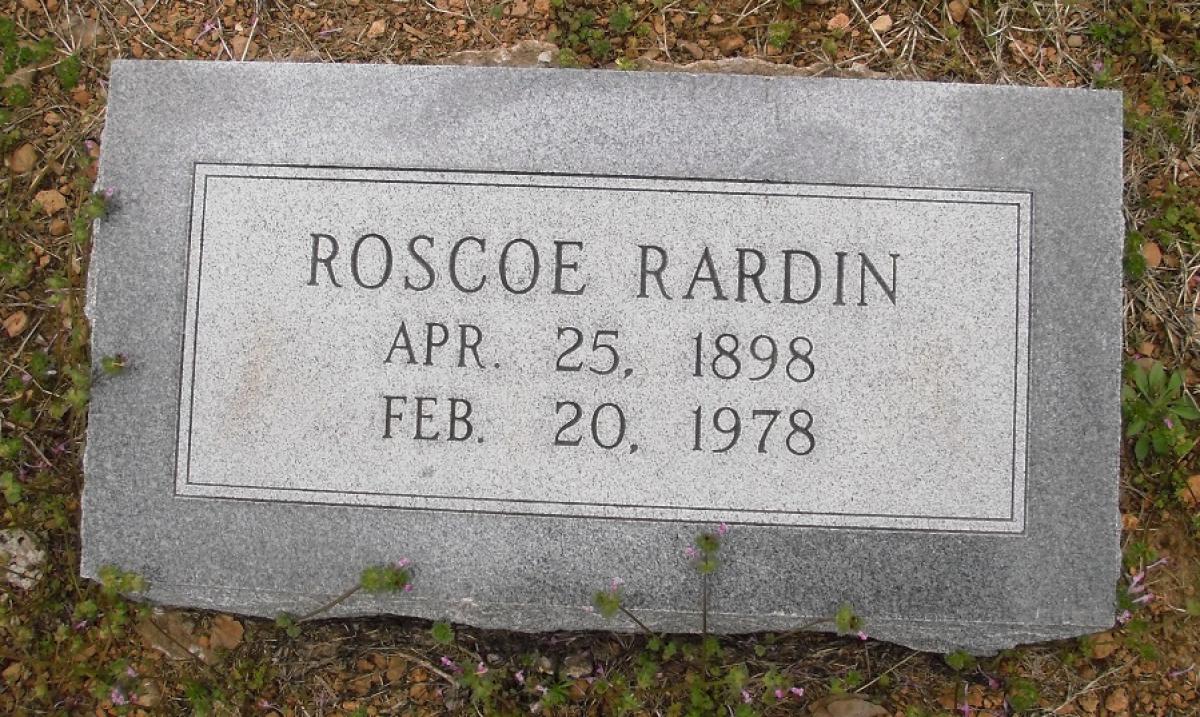 ROSCOE RARDIN
APR. 25, 1898
FEB. 20, 1978